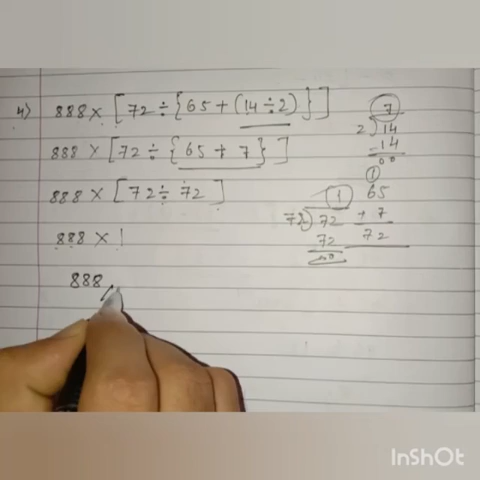 4) 888 × [ 72 ÷ { 65 + ( 14 ÷ 2 ) } ]
888 × [ 72 ÷ { 65 + 7 } ]
888 × [ 72 ÷ 72 ]
888 × 1
888
7
2) 14
- 14
00
1
65
+ 7
72
1
72) 72
72
00
InShOt